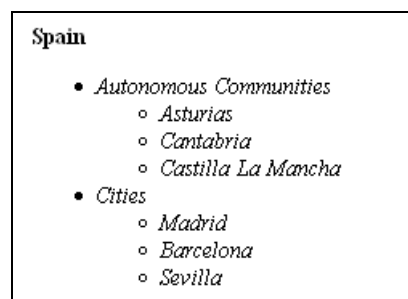 Spain
• Autonomous Communities
◦ Asturias
◦ Cantabria
◦ Castilla La Mancha
• Cities
◦ Madrid
◦ Barcelona
◦ Sevilla